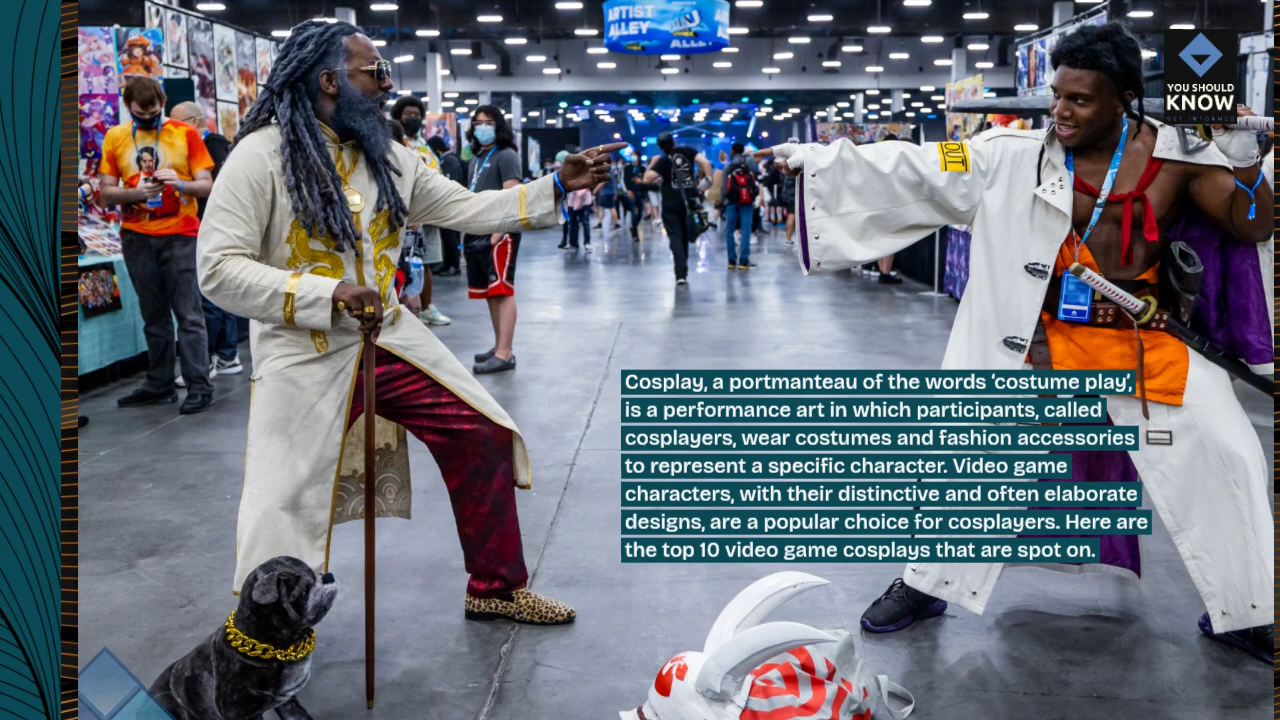 ARTIST
ALLEY
YOU SHOULD
KNOW
GET INFORMED
OUT
Cosplay, a portmanteau of the words ‘costume play’,
is a performance art in which participants, called
cosplayers, wear costumes and fashion accessories
to represent a specific character. Video game
characters, with their distinctive and often elaborate
designs, are a popular choice for cosplayers. Here are
the top 10 video game cosplays that are spot on.